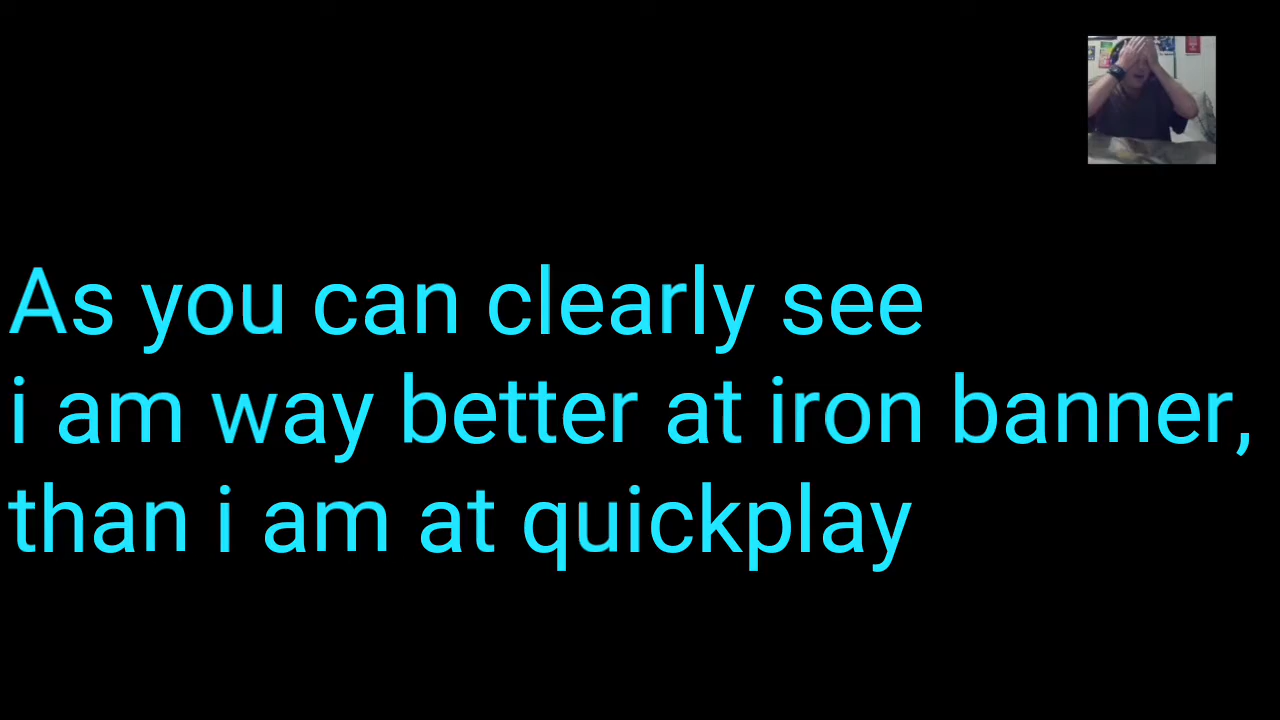 As you can clearly see
i am way better at iron banner,
than i am at quickplay